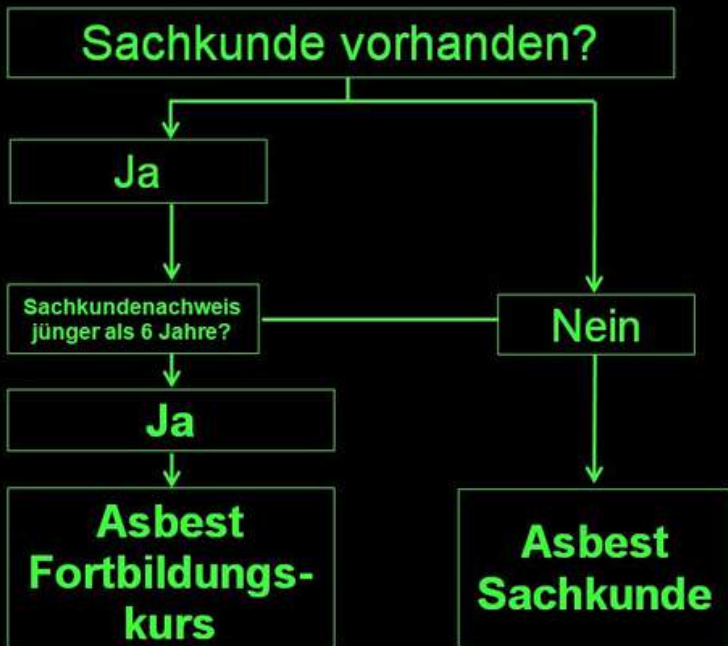 Sachkunde vorhanden?
Ja
Sachkundenachweis
jünger als 6 Jahre?
Nein
Ja
Asbest
Fortbildungs-
kurs
Asbest
Sachkunde